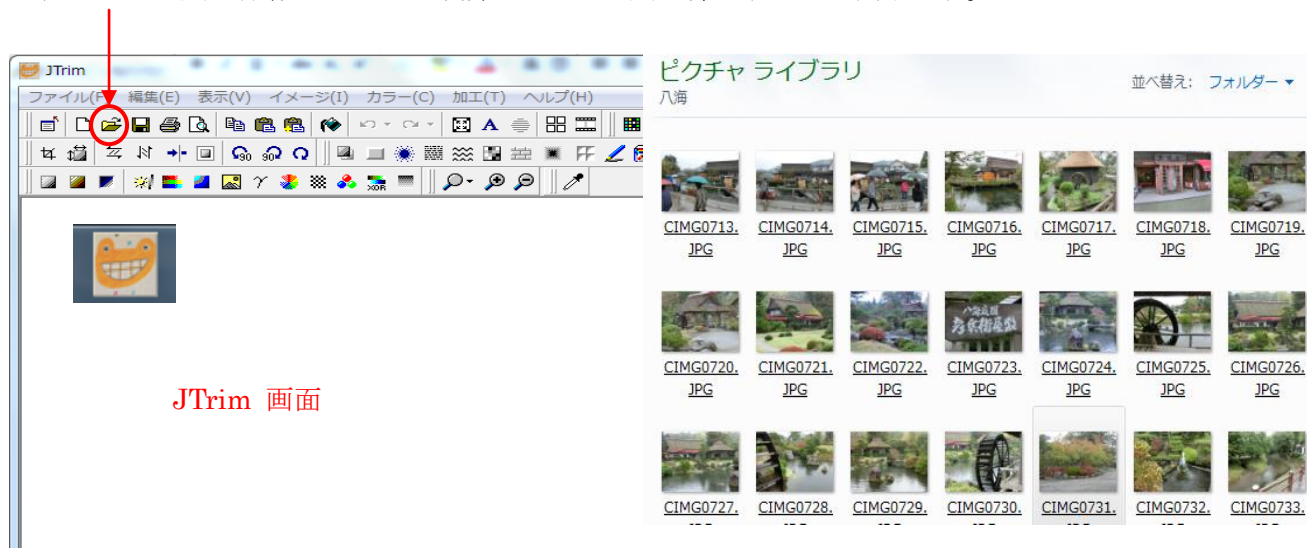 JTrim
ファイル(F) 編集(E) 表示(V) イメージ(I) カラー(C) 加工(T) ヘルプ(H)
JTrim 画面
ピクチャ ライブラリ
八海
並べ替え: フォルダー ▼
CIMG0713.JPG CIMG0714.JPG CIMG0715.JPG CIMG0716.JPG CIMG0717.JPG CIMG0718.JPG CIMG0719.JPG
CIMG0720.JPG CIMG0721.JPG CIMG0722.JPG CIMG0723.JPG CIMG0724.JPG CIMG0725.JPG CIMG0726.JPG
CIMG0727. CIMG0728. CIMG0729. CIMG0730. CIMG0731. CIMG0732. CIMG0733.